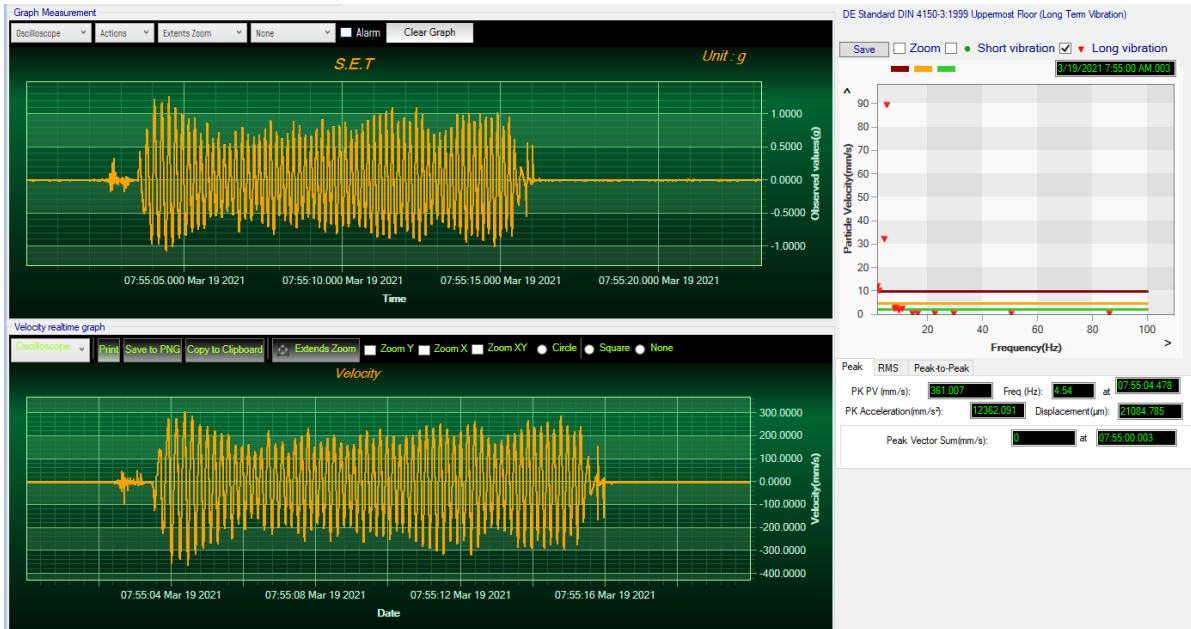 Graph Measurement
Oscilloscope Actions Extents Zoom None Alarm Clear Graph
S.E.T
Unit : g
1.0000
0.5000
0.0000
-0.5000
-1.0000
Observed values(g)
07:55:05.000 Mar 19 2021 07:55:10.000 Mar 19 2021 07:55:15.000 Mar 19 2021 07:55:20.000 Mar 19 2021
Time
Velocity realtime graph
Oscilloscope Print Save to PNG Copy to Clipboard Extends Zoom Zoom Y Zoom X Zoom XY Circle Square None
Velocity
300.0000
200.0000
100.0000
0.0000
-100.0000
-200.0000
-300.0000
-400.0000
Velocity(mm/s)
07:55:04 Mar 19 2021 07:55:08 Mar 19 2021 07:55:12 Mar 19 2021 07:55:16 Mar 19 2021
Date
DE Standard DIN 4150-3:1999 Uppermost Floor (Long Term Vibration)
Save Zoom Short vibration Long vibration
3/19/2021 7:55:00 AM.003
90
80
70
60
50
40
30
20
10
0
Particle Velocity(mm/s)
20 40 60 80 100
Frequency(Hz)
Peak RMS Peak-to-Peak
PK PV (mm/s): 361.007 Freq (Hz): 4.54 at 07:55:04.478
PK Acceleration(mm/s²): 12362.091 Displacement(µm): 21084.785
Peak Vector Sum(mm/s): 0 at 07:55:00.003